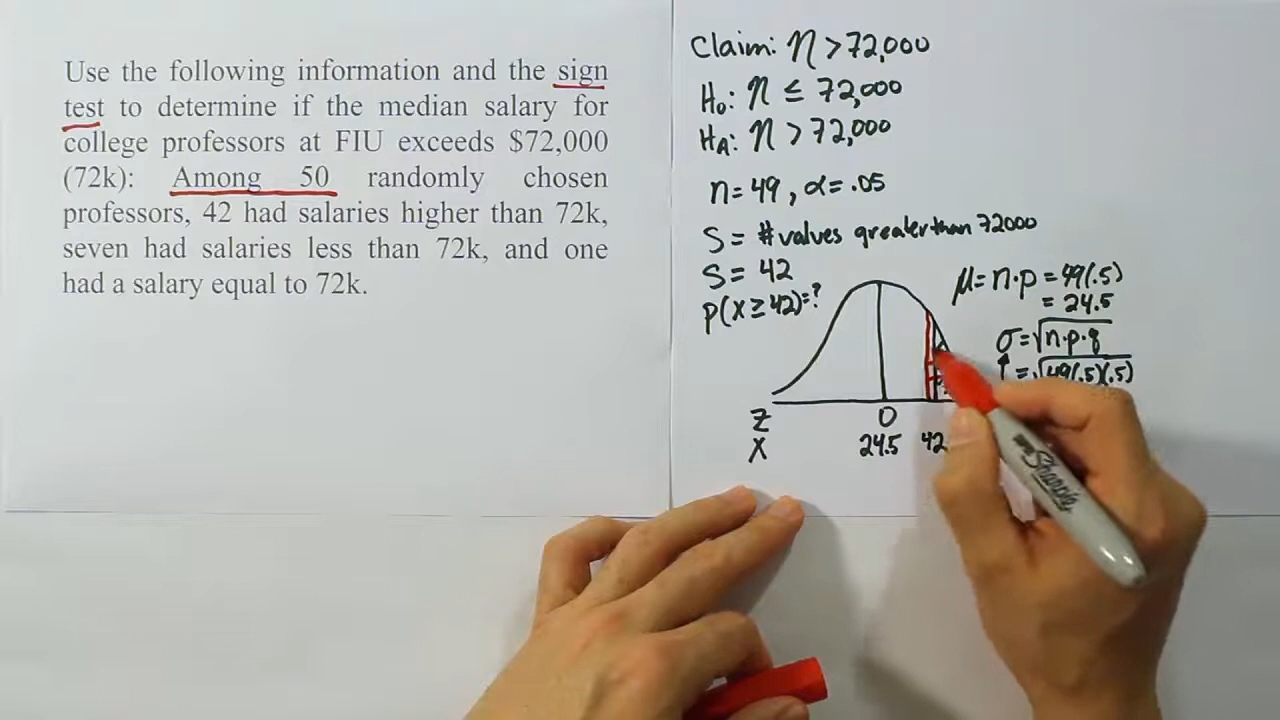 Use the following information and the sign
test to determine if the median salary for
college professors at FIU exceeds $72,000
(72k): Among 50 randomly chosen
professors, 42 had salaries higher than 72k,
seven had salaries less than 72k, and one
had a salary equal to 72k.
Claim: η > 72,000
H₀: η ≤ 72,000
H_A: η > 72,000
n = 49, α = .05
S = # values greater than 72000
S = 42
P(X ≥ 42) = ?
μ = n·p = 49(.5)
= 24.5
σ = √n·p·q
= √49(.5)(.5)
Z 0
X 24.5 42
Sharpie